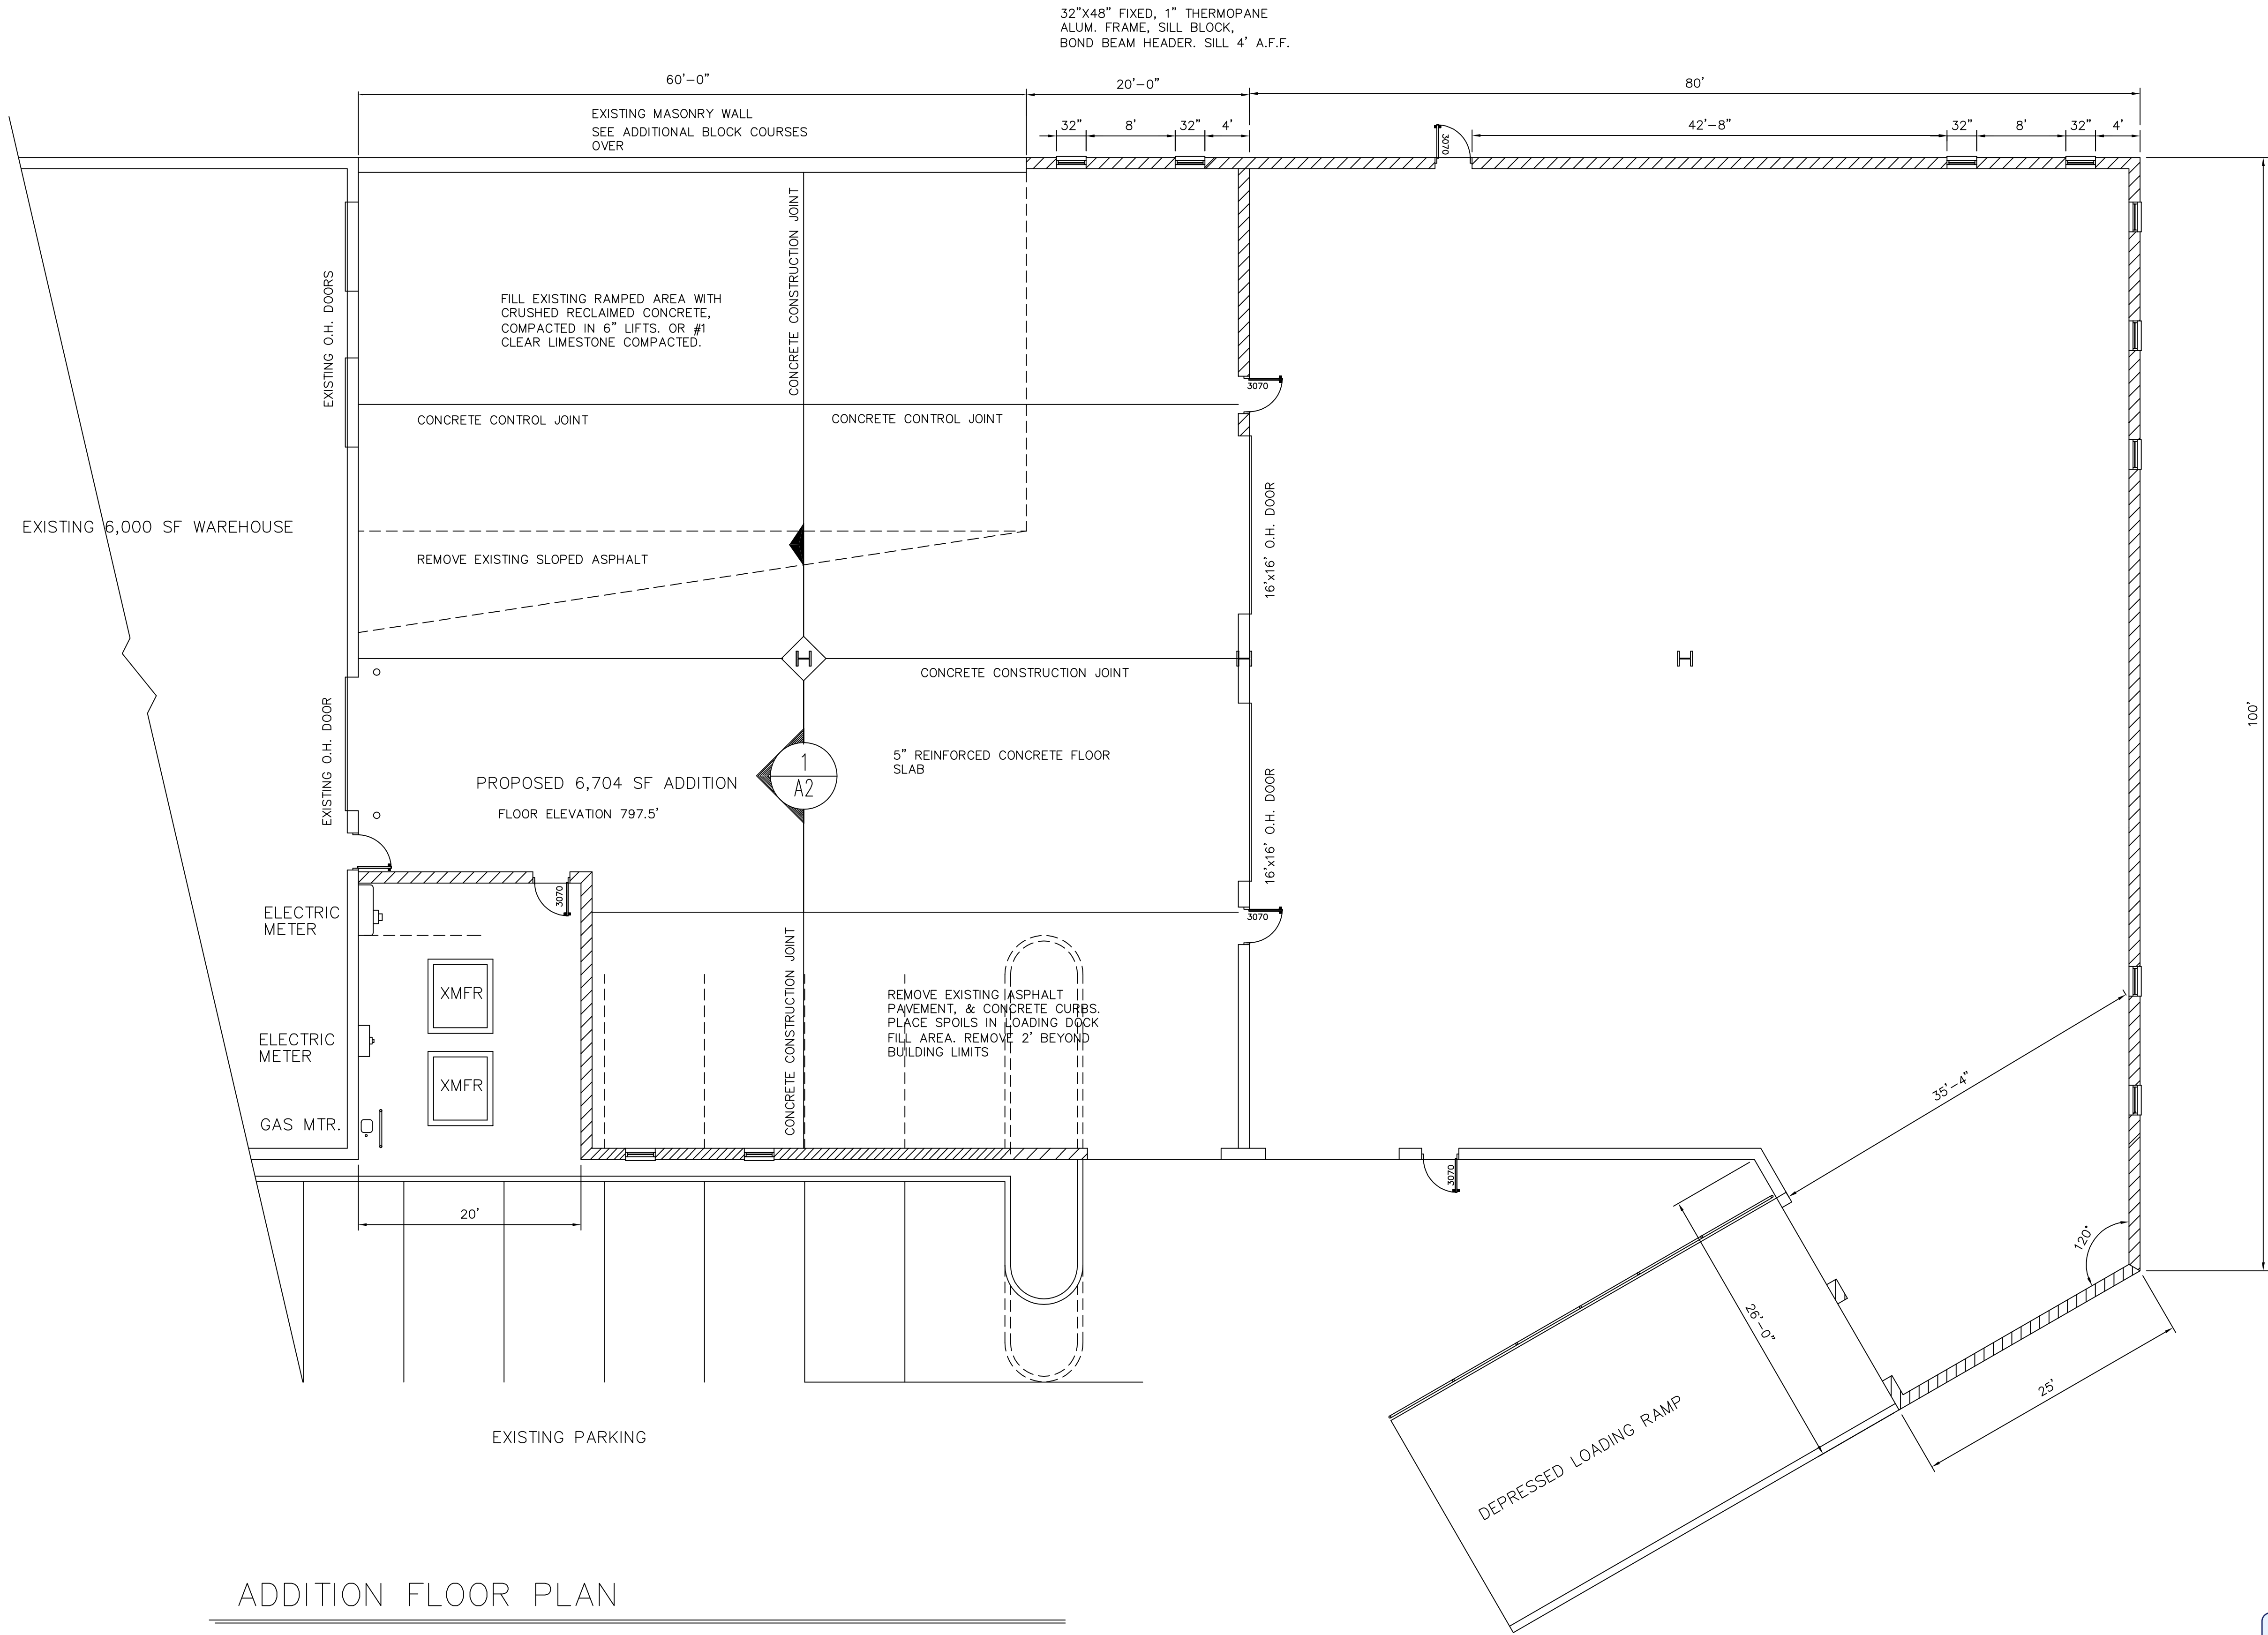 32"X48" FIXED, 1" THERMOPANE
ALUM. FRAME, SILL BLOCK,
BOND BEAM HEADER. SILL 4' A.F.F.
60'-0"
20'-0"
80'
EXISTING MASONRY WALL
SEE ADDITIONAL BLOCK COURSES
OVER
32"
8'
32"
4'
3070
42'-8"
32"
8'
32"
4'
EXISTING O.H. DOORS
FILL EXISTING RAMPED AREA WITH
CRUSHED RECLAIMED CONCRETE,
COMPACTED IN 6" LIFTS. OR #1
CLEAR LIMESTONE COMPACTED.
CONCRETE CONSTRUCTION JOINT
3070
CONCRETE CONTROL JOINT
CONCRETE CONTROL JOINT
EXISTING 6,000 SF WAREHOUSE
16'x16' O.H. DOOR
REMOVE EXISTING SLOPED ASPHALT
CONCRETE CONSTRUCTION JOINT
100'
EXISTING O.H. DOOR
5" REINFORCED CONCRETE FLOOR
SLAB
1
A2
PROPOSED 6,704 SF ADDITION
FLOOR ELEVATION 797.5'
16'x16' O.H. DOOR
3070
3070
ELECTRIC
METER
XMFR
CONCRETE CONSTRUCTION JOINT
REMOVE EXISTING ASPHALT
PAVEMENT, & CONCRETE CURBS.
PLACE SPOILS IN LOADING DOCK
FILL AREA. REMOVE 2' BEYOND
BUILDING LIMITS
ELECTRIC
METER
XMFR
35'-4"
GAS MTR.
3070
20'
120°
26'-0"
25'
EXISTING PARKING
DEPRESSED LOADING RAMP
ADDITION FLOOR PLAN